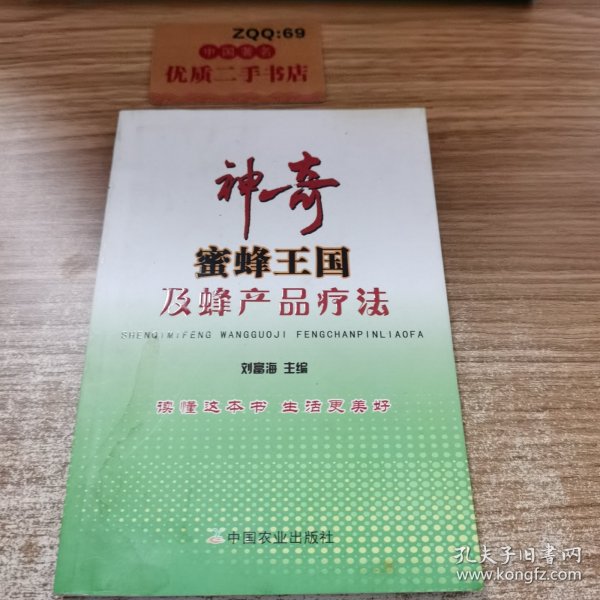 ZQQ:69
中国著名
优质二手书店
神奇
蜜蜂王国
及蜂产品疗法
SHENQIMIFENG WANGGUOJI FENGCHANPINLIAOFA
刘富海 主编
读懂这本书 生活更美好
中国农业出版社
孔夫子旧书网
www.kongfz.com